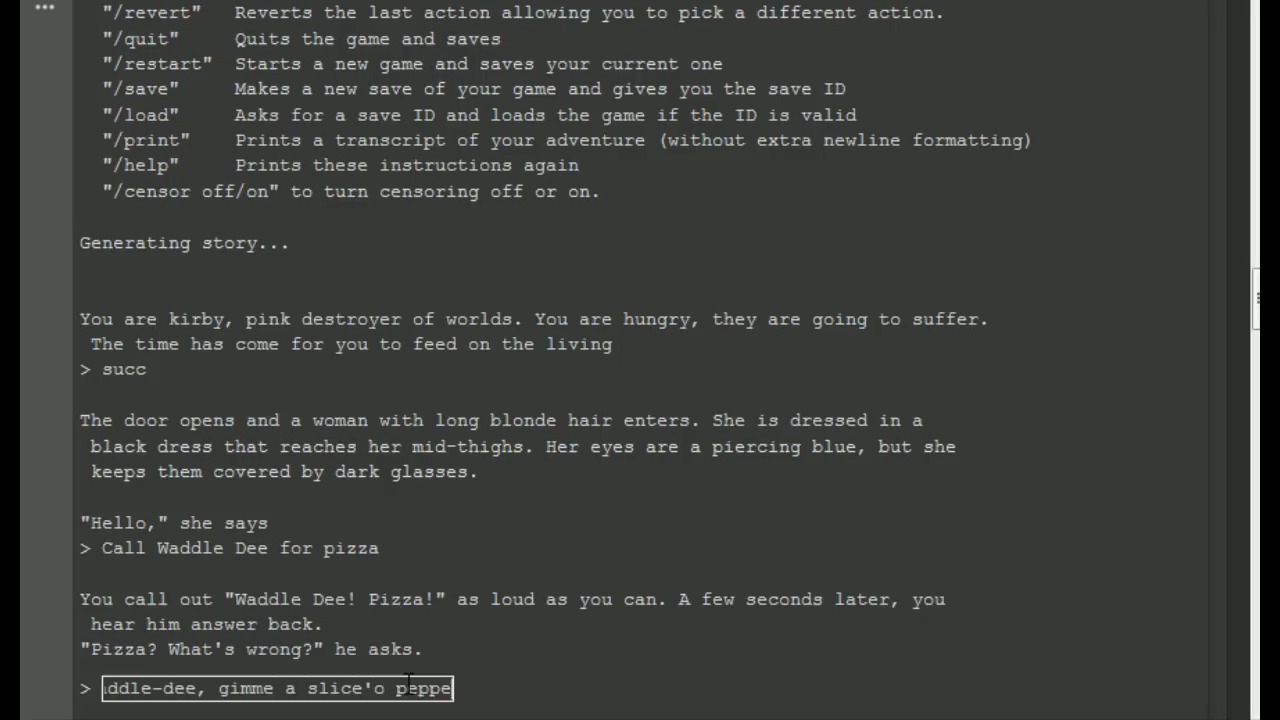 "/revert" Reverts the last action allowing you to pick a different action.
"/quit" Quits the game and saves
"/restart" Starts a new game and saves your current one
"/save" Makes a new save of your game and gives you the save ID
"/load" Asks for a save ID and loads the game if the ID is valid
"/print" Prints a transcript of your adventure (without extra newline formatting)
"/help" Prints these instructions again
"/censor off/on" to turn censoring off or on.
Generating story...
You are kirby, pink destroyer of worlds. You are hungry, they are going to suffer.
The time has come for you to feed on the living
> succ
The door opens and a woman with long blonde hair enters. She is dressed in a
black dress that reaches her mid-thighs. Her eyes are a piercing blue, but she
keeps them covered by dark glasses.
"Hello," she says
> Call Waddle Dee for pizza
You call out "Waddle Dee! Pizza!" as loud as you can. A few seconds later, you
hear him answer back.
"Pizza? What's wrong?" he asks.
> addle-dee, gimme a slice'o peppe